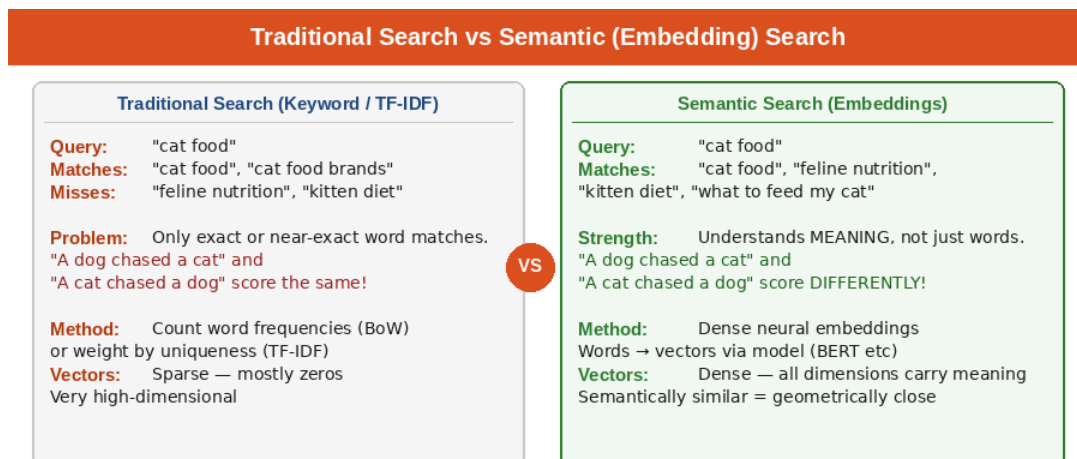 Traditional Search vs Semantic (Embedding) Search
Traditional Search (Keyword / TF-IDF)
Query: "cat food"
Matches: "cat food", "cat food brands"
Misses: "feline nutrition", "kitten diet"
Problem: Only exact or near-exact word matches.
"A dog chased a cat" and
"A cat chased a dog" score the same!
Method: Count word frequencies (BoW)
or weight by uniqueness (TF-IDF)
Vectors: Sparse — mostly zeros
Very high-dimensional
VS
Semantic Search (Embeddings)
Query: "cat food"
Matches: "cat food", "feline nutrition",
"kitten diet", "what to feed my cat"
Strength: Understands MEANING, not just words.
"A dog chased a cat" and
"A cat chased a dog" score DIFFERENTLY!
Method: Dense neural embeddings
Words → vectors via model (BERT etc)
Vectors: Dense — all dimensions carry meaning
Semantically similar = geometrically close